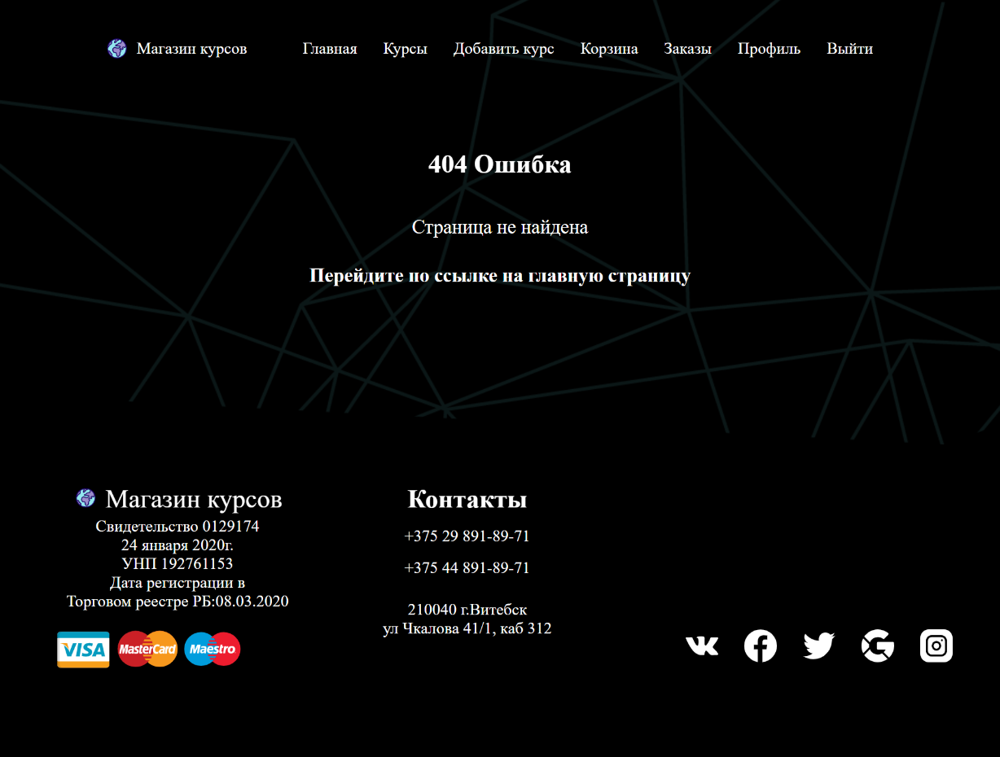 Магазин курсов Главная Курсы Добавить курс Корзина Заказы Профиль Выйти
404 Ошибка
Страница не найдена
Перейдите по ссылке на главную страницу
Магазин курсов
Свидетельство 0129174
24 января 2020г.
УНП 192761153
Дата регистрации в
Торговом реестре РБ:08.03.2020
VISA MasterCard Maestro
Контакты
+375 29 891-89-71
+375 44 891-89-71
210040 г.Витебск
ул Чкалова 41/1, каб 312